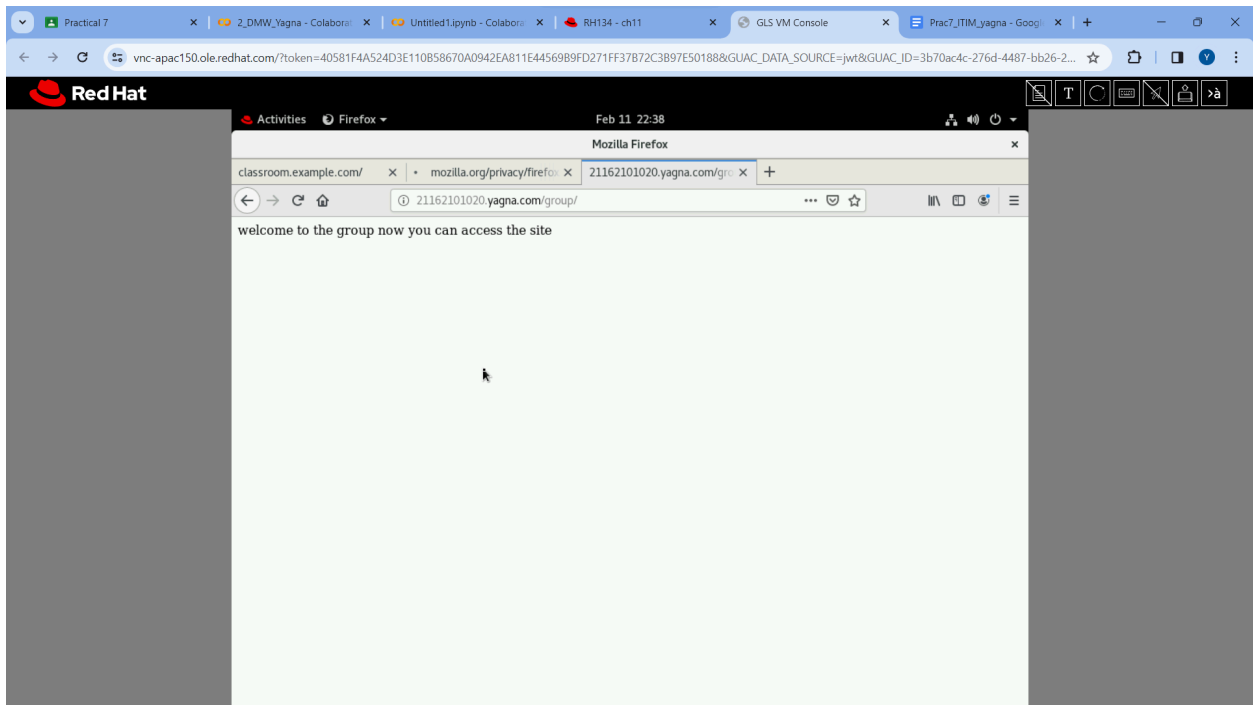 Practical 7
2_DMW_Yagna - Colaborat
Untitled1.ipynb - Colaborat
RH134 - ch11
GLS VM Console
Prac7_ITIM_yagna - Googl
vnc-apac150.ole.redhat.com/?token=40581F4A524D3E110B58670A0942EA811E44569B9FD271FF37B72C3B97E50188&GUAC_DATA_SOURCE=jwt&GUAC_ID=3b70ac4c-276d-4487-bb26-2...
Y
Red Hat
T
>à
Activities
Firefox
Feb 11 22:38
Mozilla Firefox
classroom.example.com/
mozilla.org/privacy/firefox
21162101020.yagna.com/gro
21162101020.yagna.com/group/
welcome to the group now you can access the site